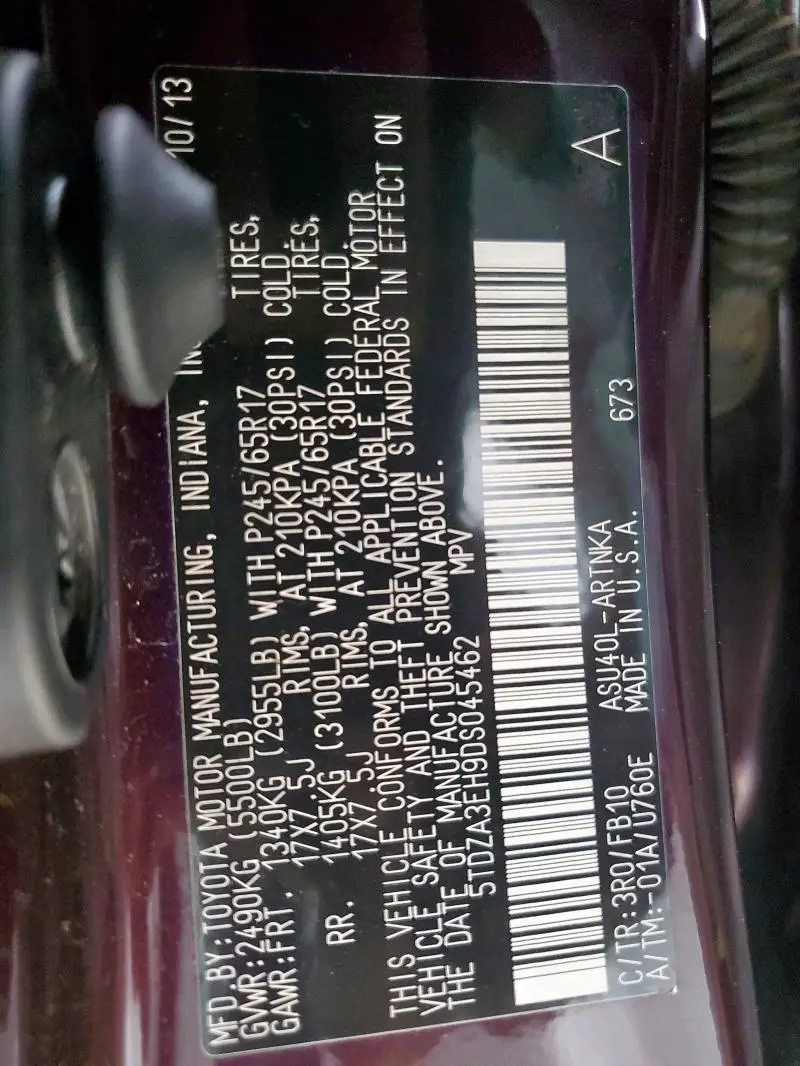 MFD.BY:TOYOTA MOTOR MANUFACTURING, INDIANA, 10/13
GVWR:2490KG (5500LB)
GAWR:FRT. 1340KG (2955LB) WITH P245/65R17 TIRES,
17X7.5J RIMS, AT 210KPA (30PSI) COLD
RR. 1405KG (3100LB) WITH P245/65R17 TIRES,
17X7.5J RIMS, AT 210KPA (30PSI) COLD
THIS VEHICLE CONFORMS TO ALL APPLICABLE FEDERAL MOTOR
VEHICLE SAFETY AND THEFT PREVENTION STANDARDS IN EFFECT ON
THE DATE OF MANUFACTURE SHOWN ABOVE.
5TDZA3EH9DS045462 MPV
A
C/TR:3R0/FB10 ASU40L-ARTNKA
A/TM:-01A/U760E MADE IN U.S.A. 673